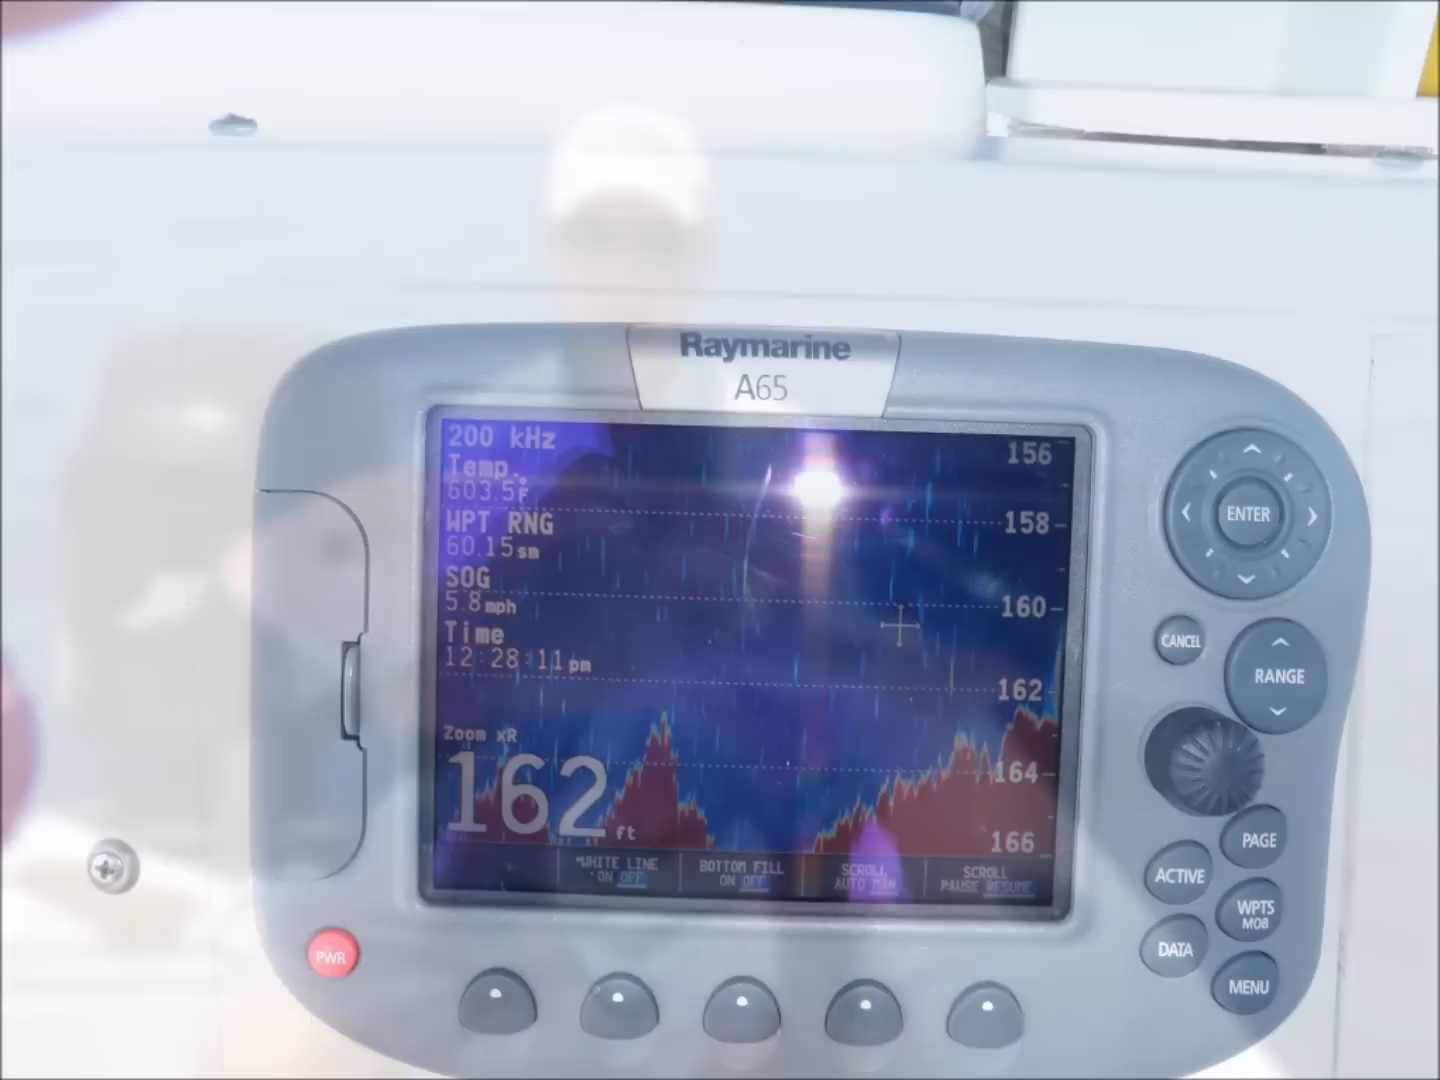 Raymarine
A65
200 kHz
Temp.
603.5F
WPT RNG
60.15sm
SOG
5.8mph
Time
12:28:11pm
Zoom xR
162ft
156
158
160
162
164
166
WHITE LINE
ON OFF
BOTTOM FILL
ON OFF
SCROLL
AUTO MAN
SCROLL
PAUSE RESUME
ENTER
CANCEL
RANGE
PAGE
ACTIVE
WPTS
MOB
DATA
MENU
PWR